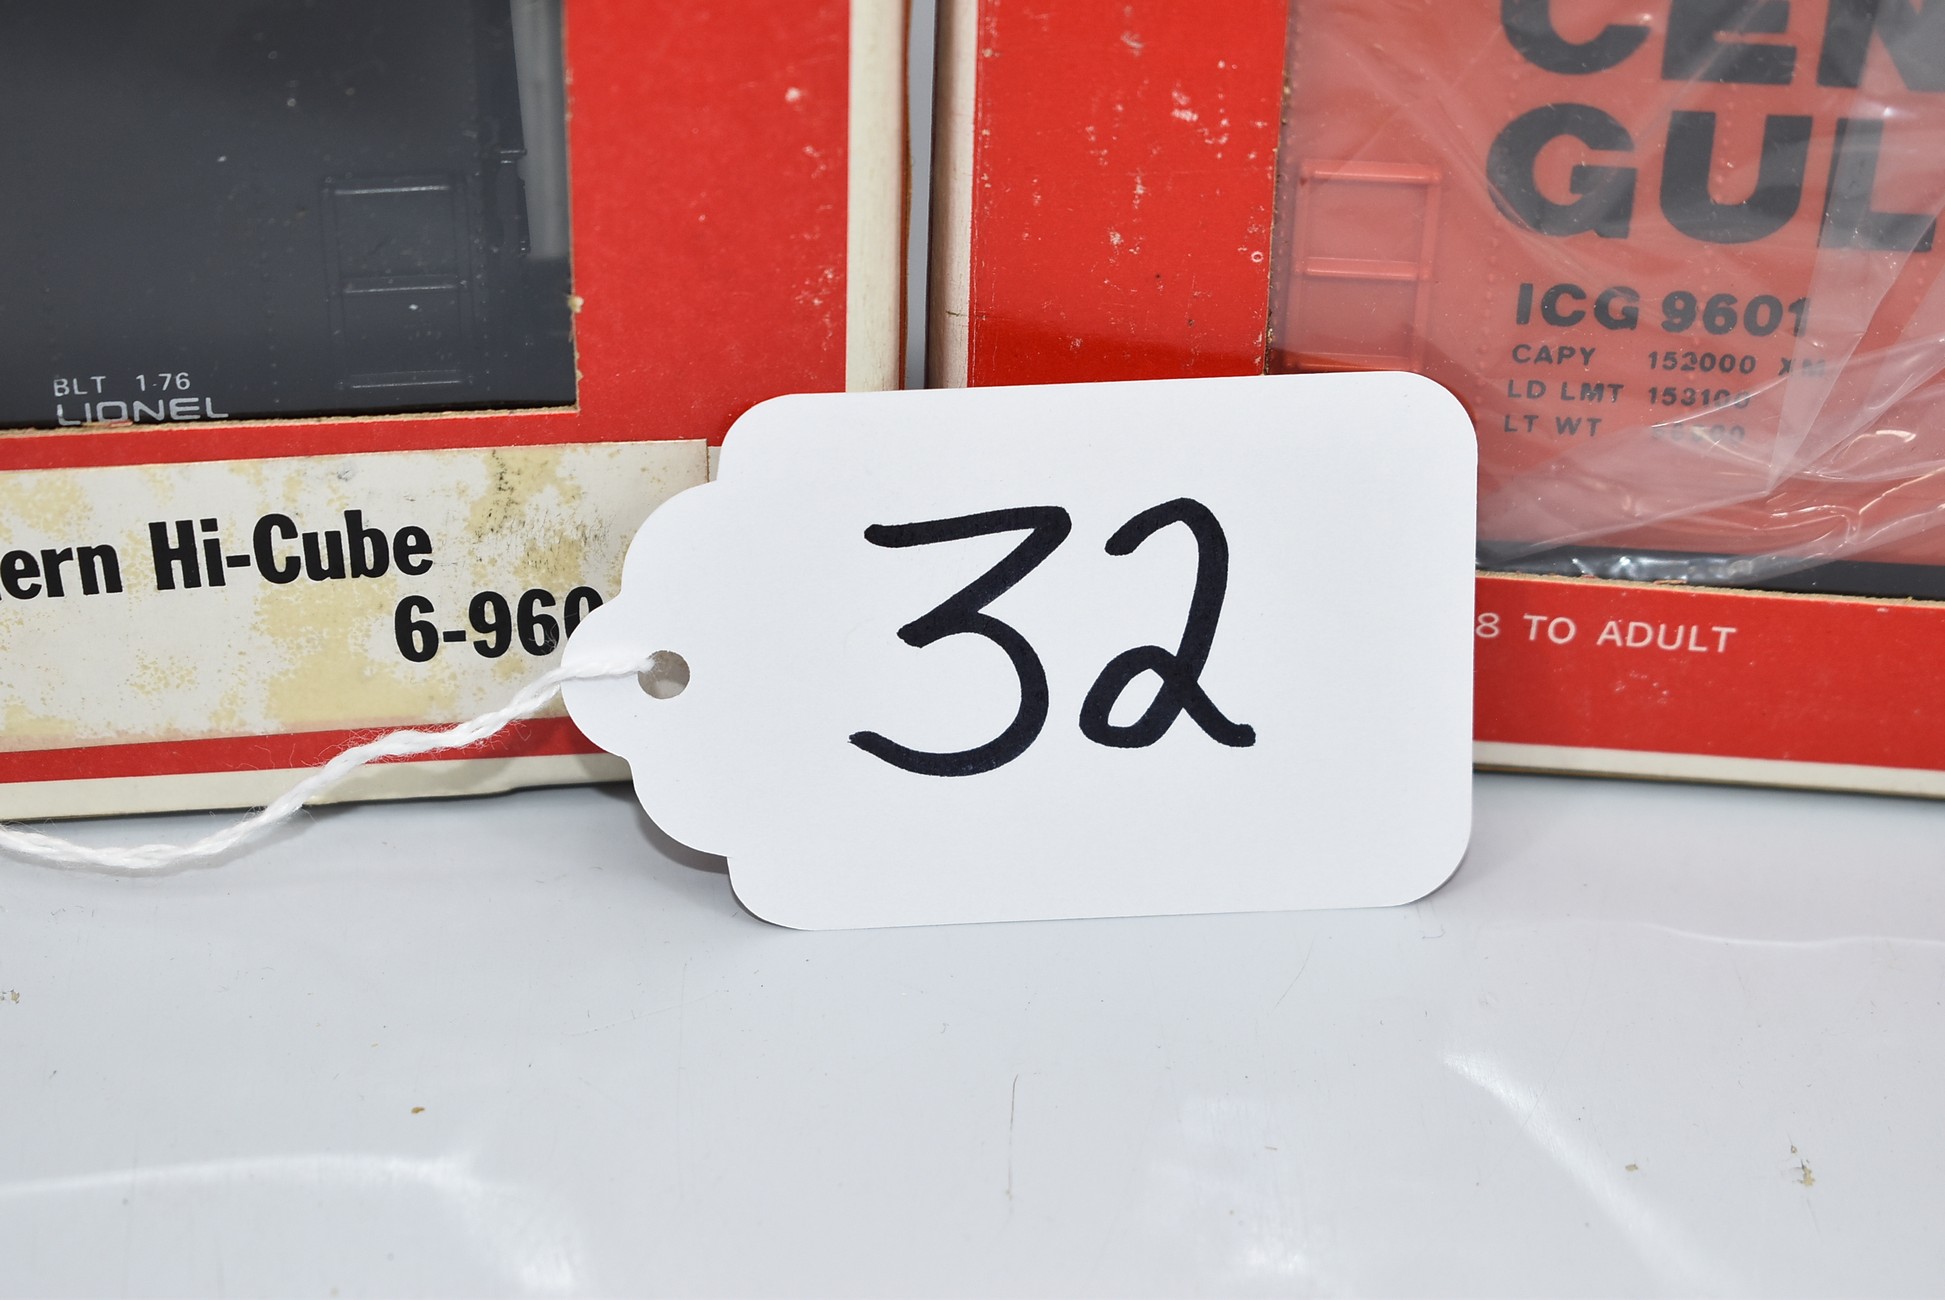 BLT 1-76
LIONEL
ern Hi-Cube
6-960
32
CEN
GUL
ICG 9601
CAPY 152000
LD LMT 153100
LT WT
8 TO ADULT